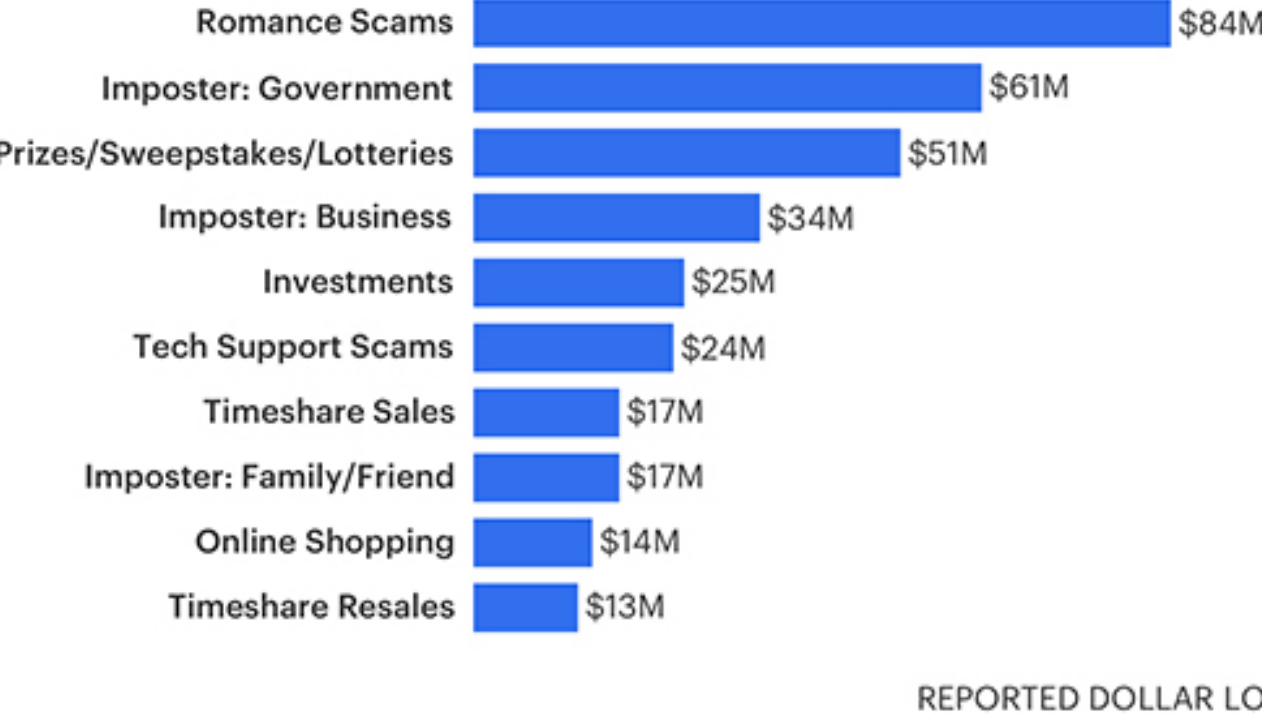 Romance Scams $84M
Imposter: Government $61M
Prizes/Sweepstakes/Lotteries $51M
Imposter: Business $34M
Investments $25M
Tech Support Scams $24M
Timeshare Sales $17M
Imposter: Family/Friend $17M
Online Shopping $14M
Timeshare Resales $13M
REPORTED DOLLAR LO